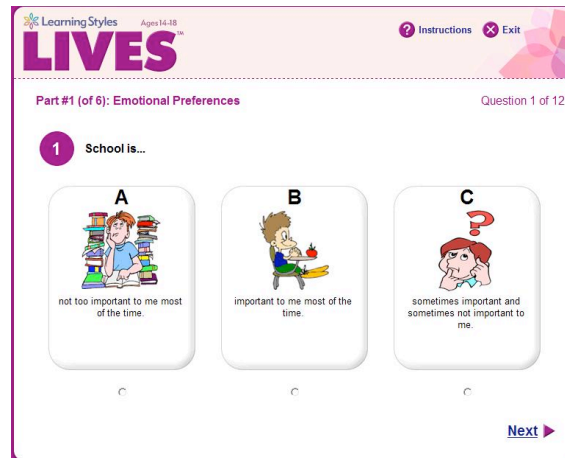 Learning Styles Ages 14-18
LIVES™
? Instructions X Exit
Part #1 (of 6): Emotional Preferences
Question 1 of 12
1 School is...
A
not too important to me most
of the time.
B
important to me most of the
time.
C
?
sometimes important and
sometimes not important to
me.
Next